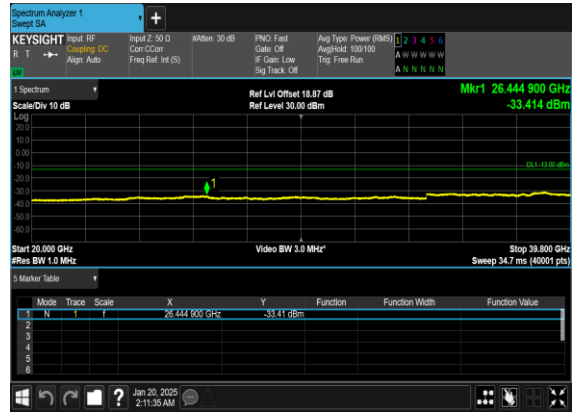 Spectrum Analyzer 1
Swept SA
+
KEYSIGHT Input: RF Input Z: 50 Ω #Atten: 30 dB PNO: Fast Avg Type: Power (RMS) 1 2 3 4 5 6
R T Coupling: DC Corr CCorr Gate: Off Avg|Hold: 100/100 A W W W W W
Align: Auto Freq Ref: Int (S) IF Gain: Low Trig: Free Run A N N N N N
Sig Track: Off
1 Spectrum Ref Lvl Offset 18.87 dB Mkr1 26.444 900 GHz
Scale/Div 10 dB Ref Level 30.00 dBm -33.414 dBm
Log
20.0
10.0
0.00
-10.0 DL1 -13.00 dBm
-20.0
-30.0 1
-40.0
-50.0
-60.0
Start 20.000 GHz Video BW 3.0 MHz* Stop 39.800 GHz
#Res BW 1.0 MHz Sweep 34.7 ms (40001 pts)
5 Marker Table
Mode Trace Scale X Y Function Function Width Function Value
1 N 1 f 26.444 900 GHz -33.41 dBm
2
3
4
5
6
? Jan 20, 2025
2:11:35 AM